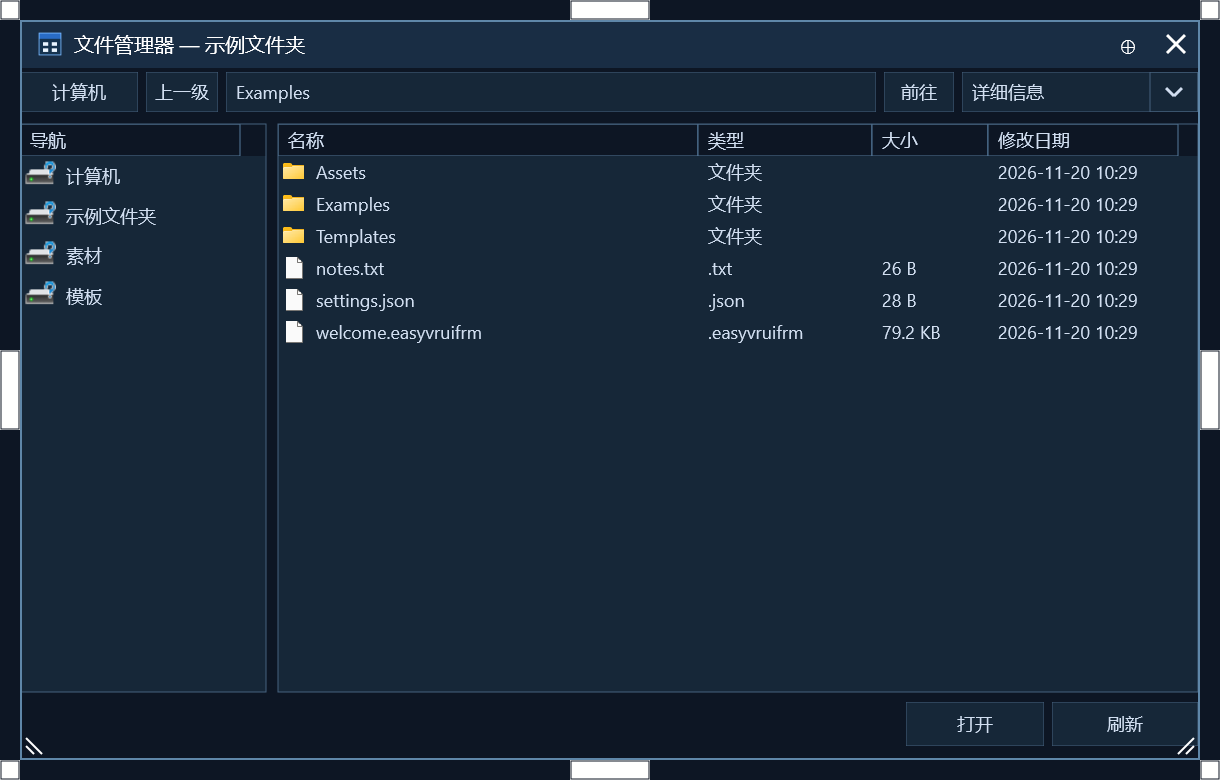 文件管理器 — 示例文件夹
计算机 上一级 Examples 前往 详细信息
导航
计算机
示例文件夹
素材
模板
名称 类型 大小 修改日期
Assets 文件夹 2026-11-20 10:29
Examples 文件夹 2026-11-20 10:29
Templates 文件夹 2026-11-20 10:29
notes.txt .txt 26 B 2026-11-20 10:29
settings.json .json 28 B 2026-11-20 10:29
welcome.easyvruifrm .easyvruifrm 79.2 KB 2026-11-20 10:29
打开 刷新